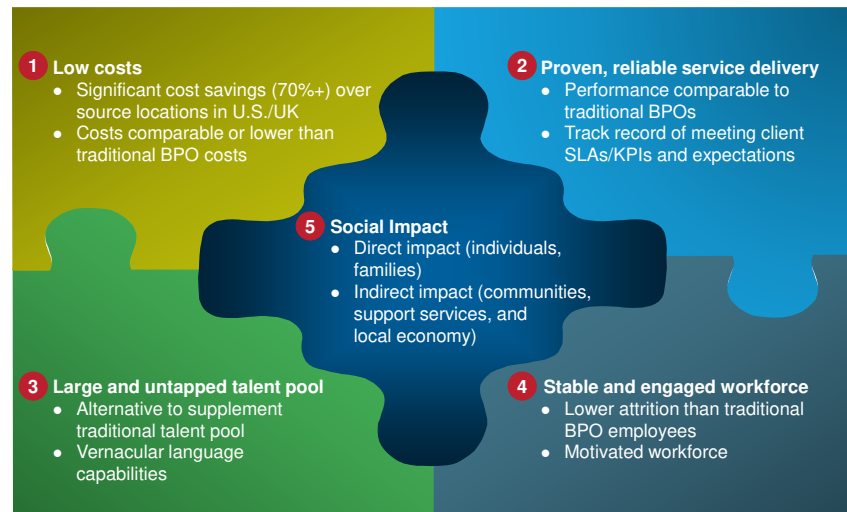 1 Low costs
● Significant cost savings (70%+) over
source locations in U.S./UK
● Costs comparable or lower than
traditional BPO costs
2 Proven, reliable service delivery
● Performance comparable to
traditional BPOs
● Track record of meeting client
SLAs/KPIs and expectations
5 Social Impact
● Direct impact (individuals,
families)
● Indirect impact (communities,
support services, and
local economy)
3 Large and untapped talent pool
● Alternative to supplement
traditional talent pool
● Vernacular language
capabilities
4 Stable and engaged workforce
● Lower attrition than traditional
BPO employees
● Motivated workforce